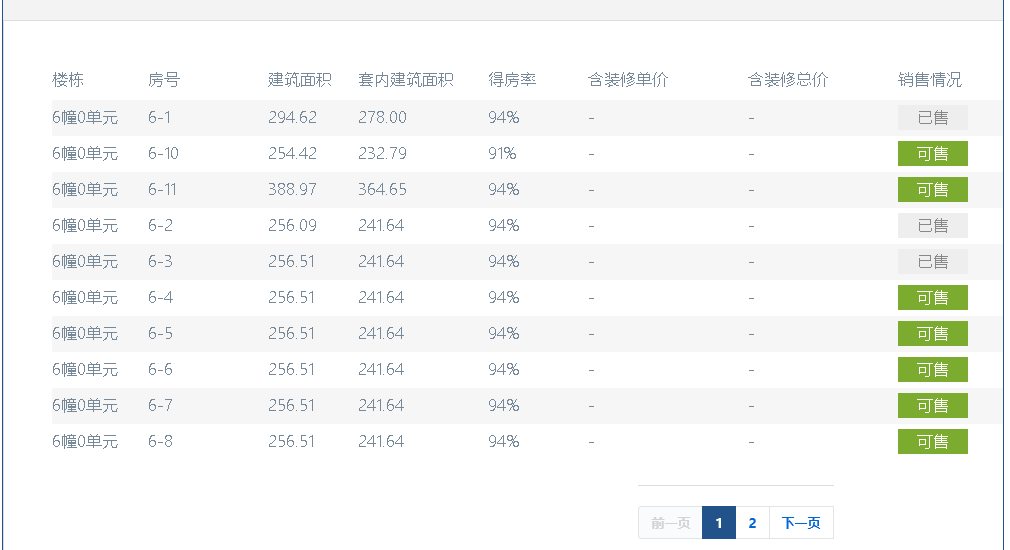 楼栋 房号 建筑面积 套内建筑面积 得房率 含装修单价 含装修总价 销售情况
6幢0单元 6-1 294.62 278.00 94% - - 已售
6幢0单元 6-10 254.42 232.79 91% - - 可售
6幢0单元 6-11 388.97 364.65 94% - - 可售
6幢0单元 6-2 256.09 241.64 94% - - 已售
6幢0单元 6-3 256.51 241.64 94% - - 已售
6幢0单元 6-4 256.51 241.64 94% - - 可售
6幢0单元 6-5 256.51 241.64 94% - - 可售
6幢0单元 6-6 256.51 241.64 94% - - 可售
6幢0单元 6-7 256.51 241.64 94% - - 可售
6幢0单元 6-8 256.51 241.64 94% - - 可售
前一页 1 2 下一页